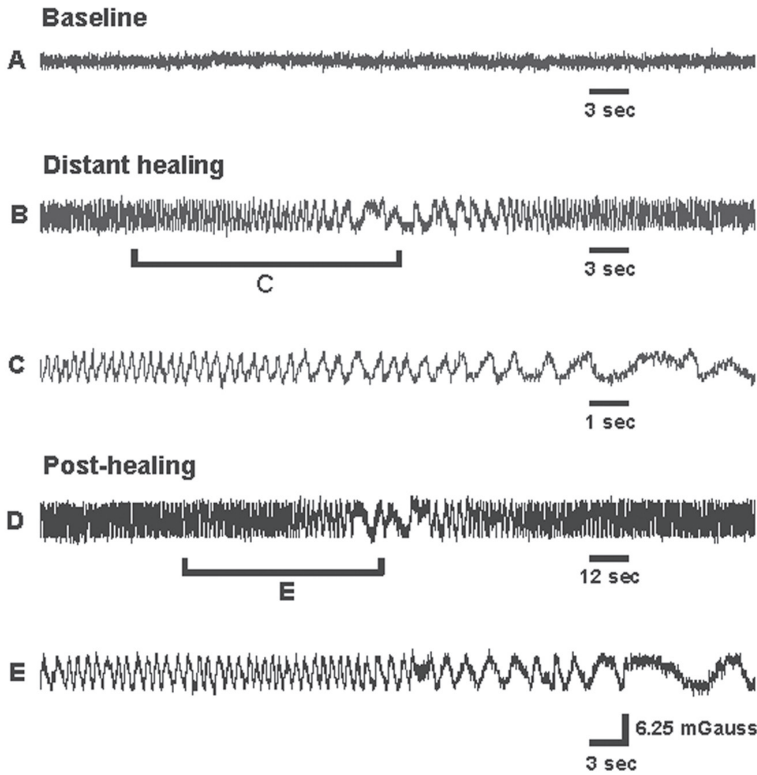 Baseline
A
3 sec
Distant healing
B
3 sec
C
C
1 sec
Post-healing
D
12 sec
E
E
6.25 mGauss
3 sec